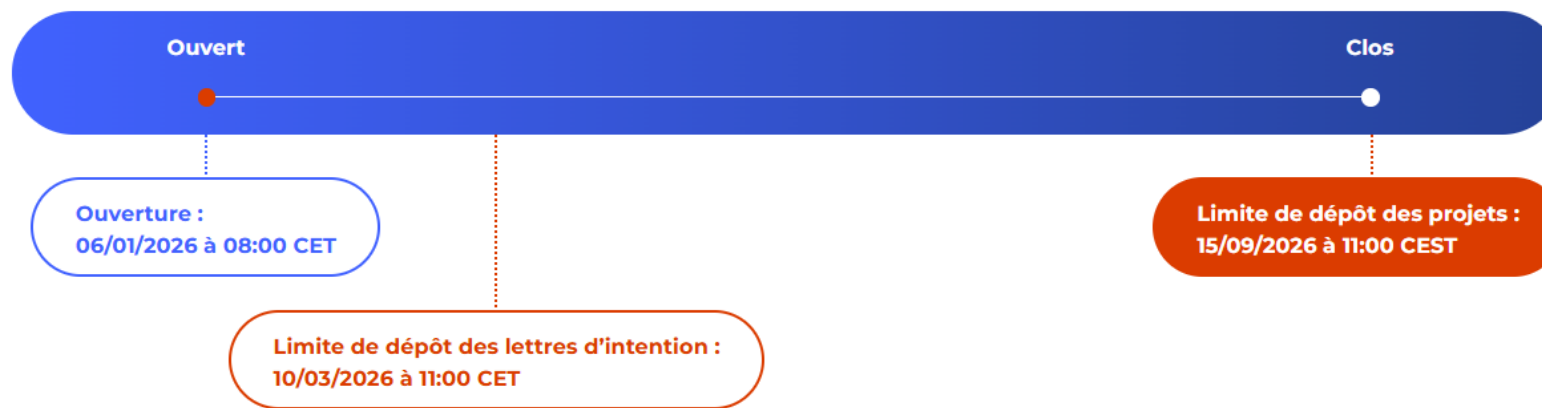 Ouvert
Clos
Ouverture :
06/01/2026 à 08:00 CET
Limite de dépôt des projets :
15/09/2026 à 11:00 CEST
Limite de dépôt des lettres d’intention :
10/03/2026 à 11:00 CET